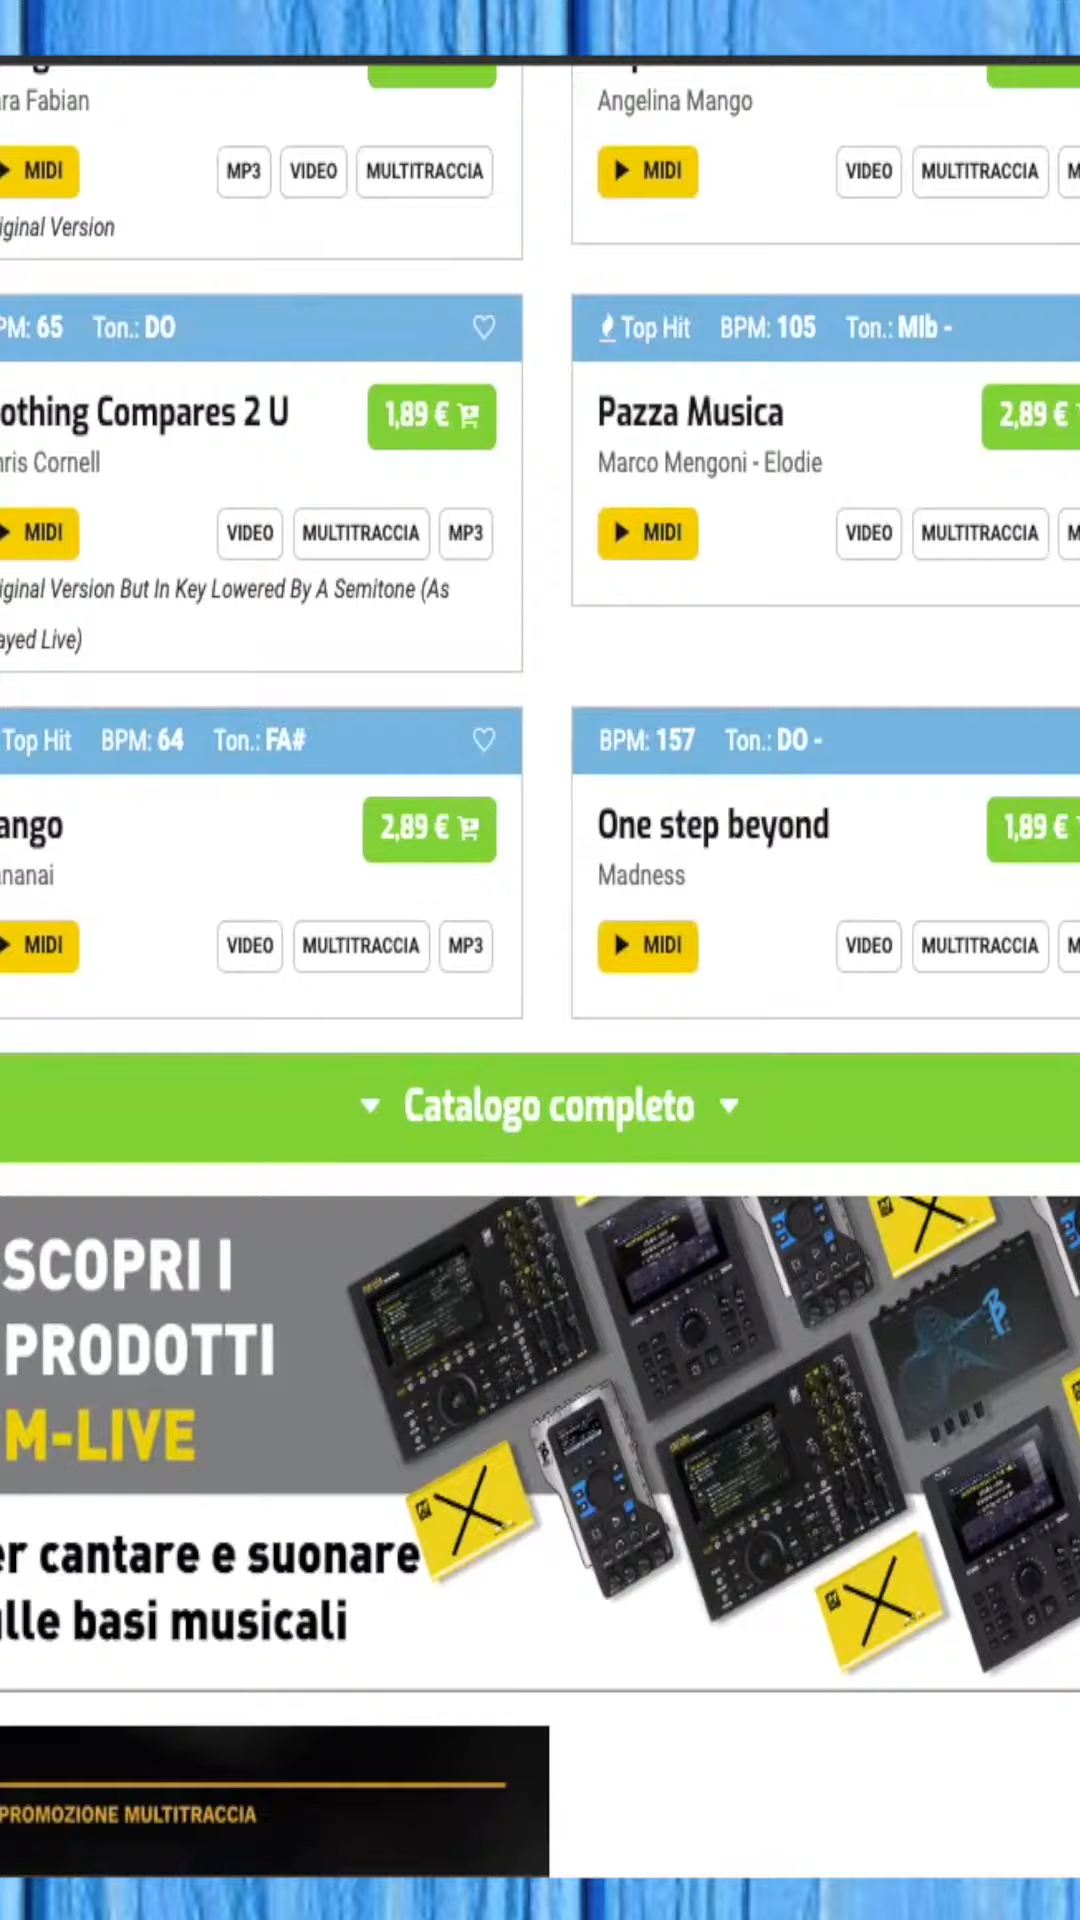 ra Fabian
MIDI
MP3
VIDEO
MULTITRACCIA
iginal Version
Angelina Mango
MIDI
VIDEO
MULTITRACCIA
M
PM: 65 Ton.: DO
othing Compares 2 U
1,89 €
ris Cornell
MIDI
VIDEO
MULTITRACCIA
MP3
iginal Version But In Key Lowered By A Semitone (As
ayed Live)
Top Hit BPM: 105 Ton.: MIb -
Pazza Musica
2,89 €
Marco Mengoni - Elodie
MIDI
VIDEO
MULTITRACCIA
M
Top Hit BPM: 64 Ton.: FA#
ango
2,89 €
nanai
MIDI
VIDEO
MULTITRACCIA
MP3
BPM: 157 Ton.: DO -
One step beyond
1,89 €
Madness
MIDI
VIDEO
MULTITRACCIA
M
Catalogo completo
SCOPRI I
PRODOTTI
M-LIVE
er cantare e suonare
lle basi musicali
PROMOZIONE MULTITRACCIA